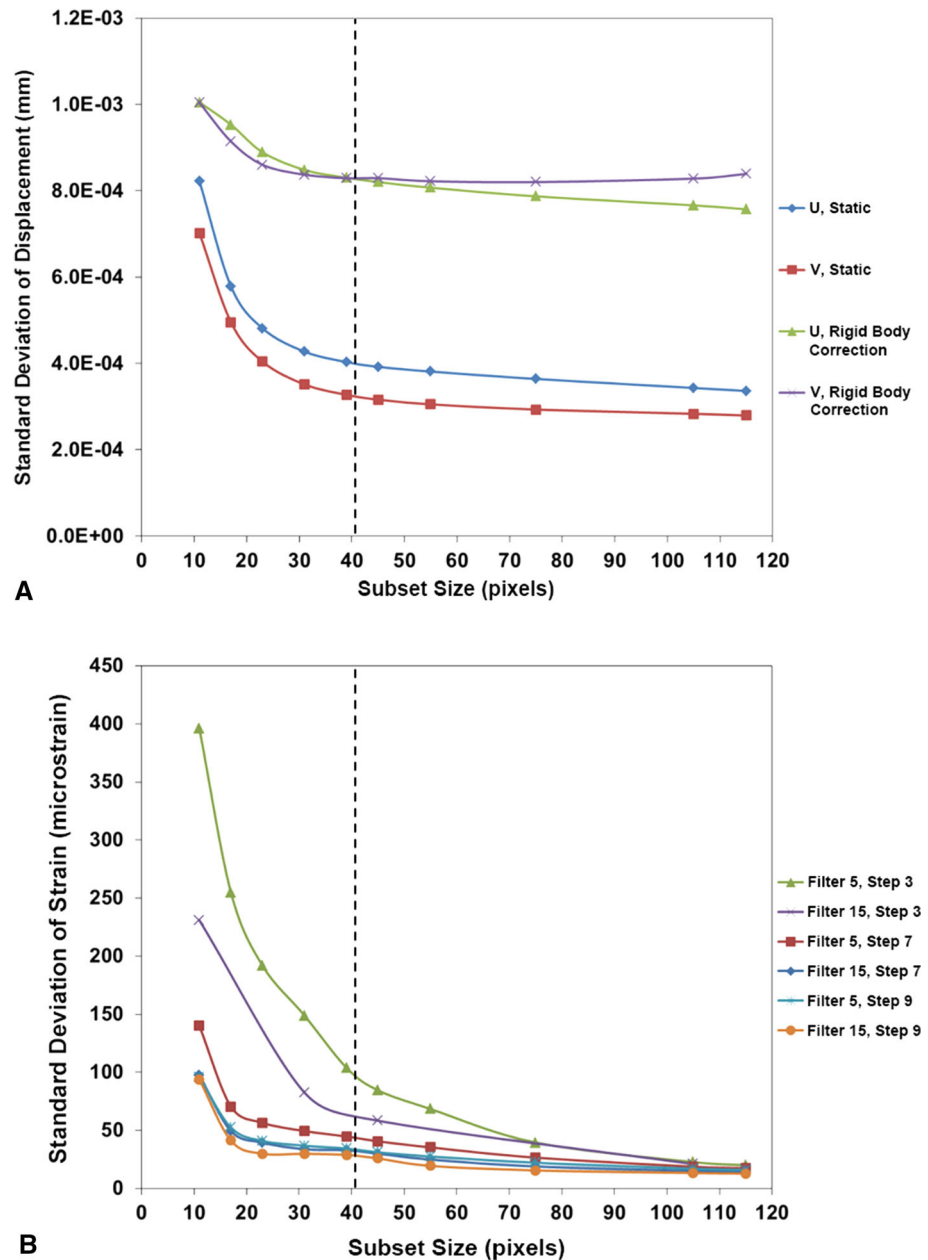 1.2E-03
1.0E-03
8.0E-04
6.0E-04
4.0E-04
2.0E-04
0.0E+00
Standard Deviation of Displacement (mm)
0 10 20 30 40 50 60 70 80 90 100 110 120
Subset Size (pixels)
U, Static
V, Static
U, Rigid Body
Correction
V, Rigid Body
Correction
A
450
400
350
300
250
200
150
100
50
0
Standard Deviation of Strain (microstrain)
0 10 20 30 40 50 60 70 80 90 100 110 120
Subset Size (pixels)
Filter 5, Step 3
Filter 15, Step 3
Filter 5, Step 7
Filter 15, Step 7
Filter 5, Step 9
Filter 15, Step 9
B